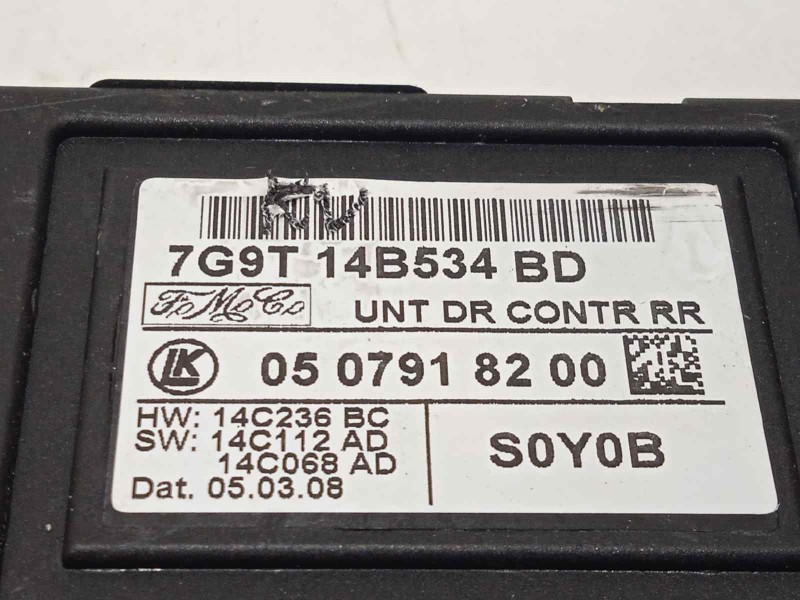 7G9T 14B534 BD
FoMoCo
UNT DR CONTR RR
LK
05 0791 82 00
HW: 14C236 BC
SW: 14C112 AD
14C068 AD
Dat. 05.03.08
S0Y0B